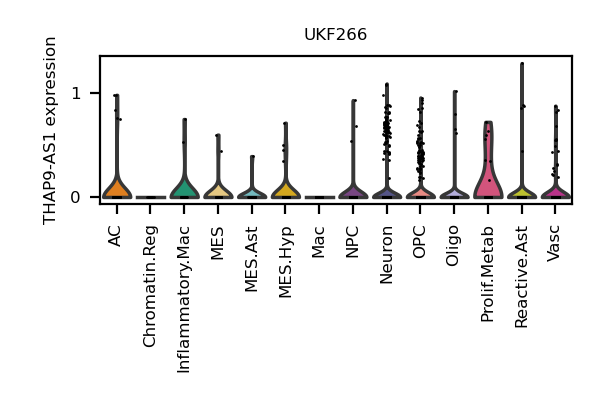 UKF266
THAP9-AS1 expression
1
0
AC
Chromatin.Reg
Inflammatory.Mac
MES
MES.Ast
MES.Hyp
Mac
NPC
Neuron
OPC
Oligo
Prolif.Metab
Reactive.Ast
Vasc